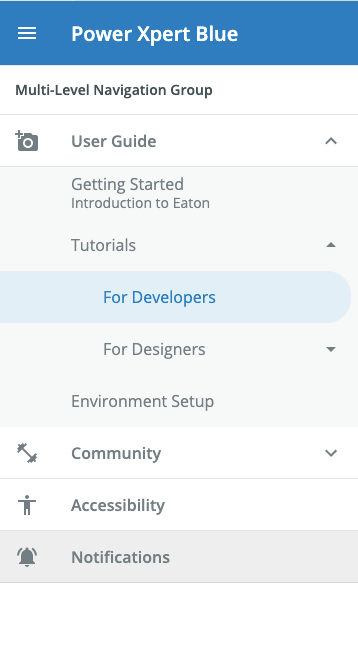 Power Xpert Blue
Multi-Level Navigation Group
User Guide
Getting Started
Introduction to Eaton
Tutorials
For Developers
For Designers
Environment Setup
Community
Accessibility
Notifications